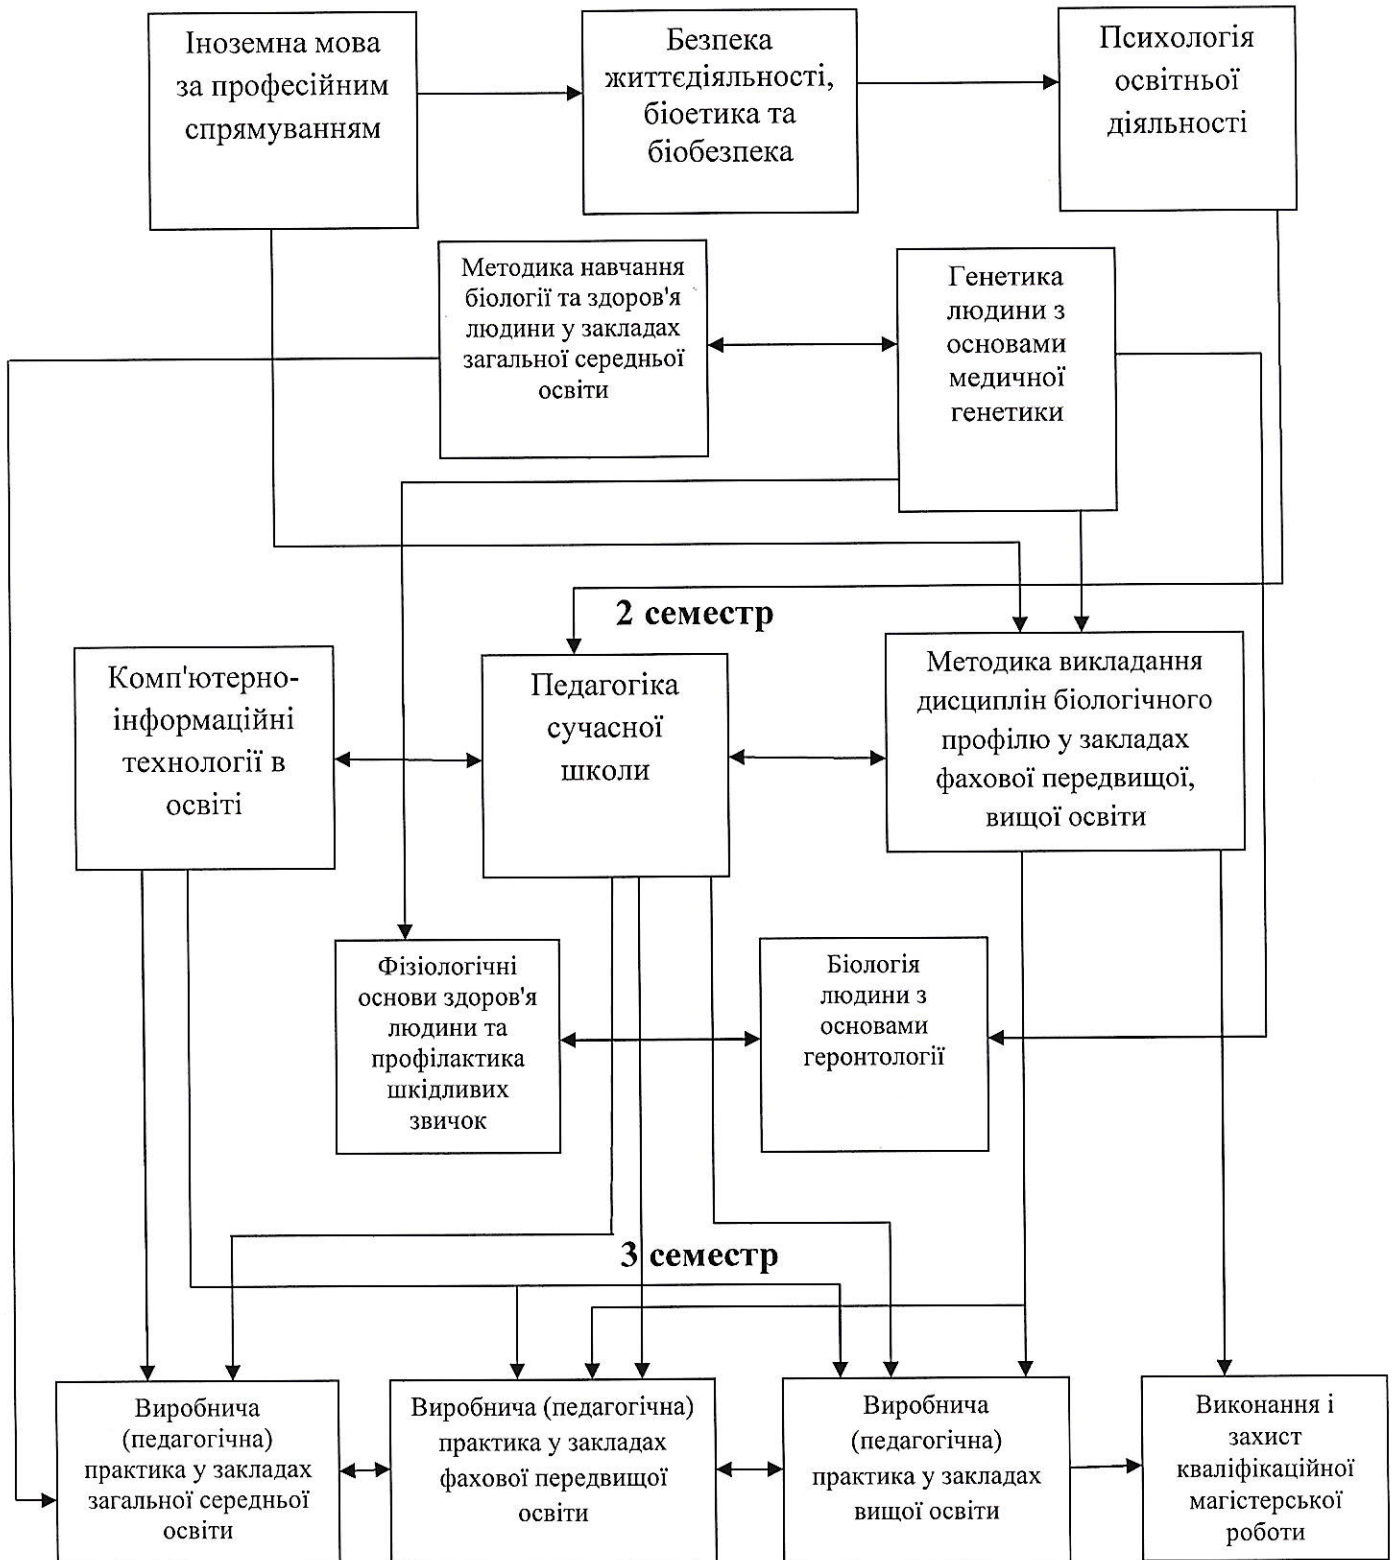 Іноземна мова
за професійним
спрямуванням
Безпека
життєдіяльності,
біоетика та
біобезпека
Психологія
освітньої
діяльності
Методика навчання
біології та здоров'я
людини у закладах
загальної середньої
освіти
Генетика
людини з
основами
медичної
генетики
2 семестр
Комп'ютерно-
інформаційні
технології в
освіті
Педагогіка
сучасної
школи
Методика викладання
дисциплін біологічного
профілю у закладах
фахової передвищої,
вищої освіти
Фізіологічні
основи здоров'я
людини та
профілактика
шкідливих
звичок
Біологія
людини з
основами
геронтології
3 семестр
Виробнича
(педагогічна)
практика у закладах
загальної середньої
освіти
Виробнича (педагогічна)
практика у закладах
фахової передвищої
освіти
Виробнича
(педагогічна)
практика у закладах
вищої освіти
Виконання і
захист
кваліфікаційної
магістерської
роботи